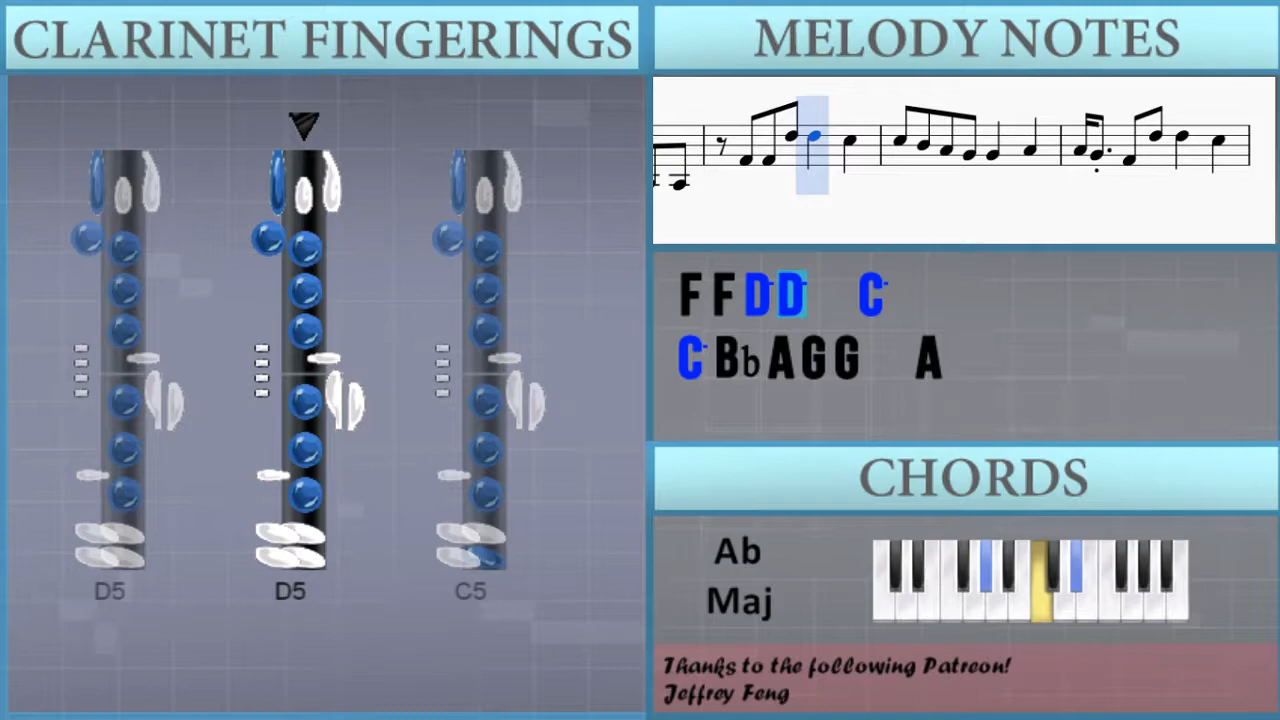 CLARINET FINGERINGS
D5 D5 C5
MELODY NOTES
F F D- D- C-
C- Bb A G G A
CHORDS
Ab
Maj
Thanks to the following Patreon!
Jeffrey Feng